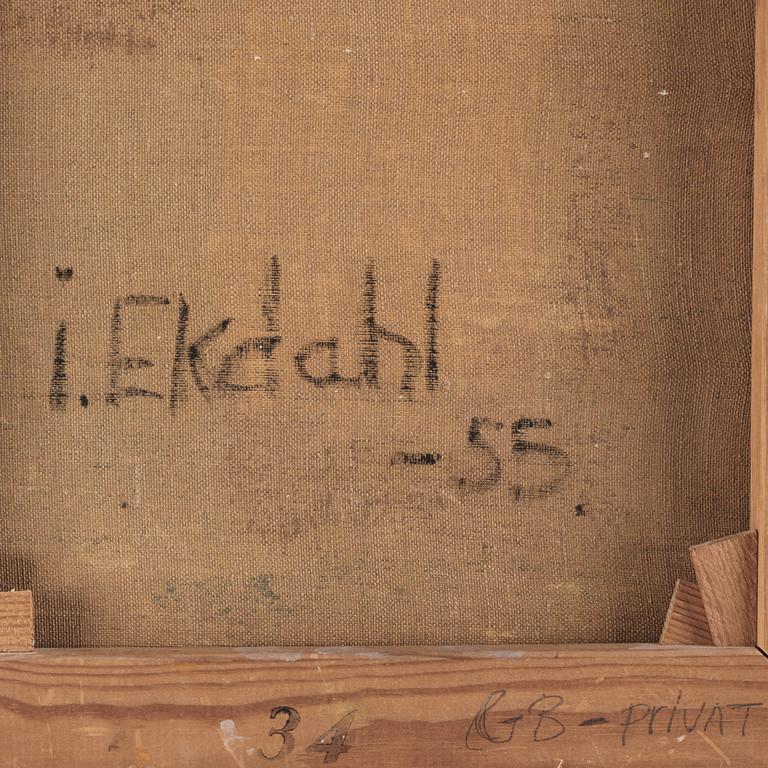 i. Ekdahl
-55.
34 GB - privAT